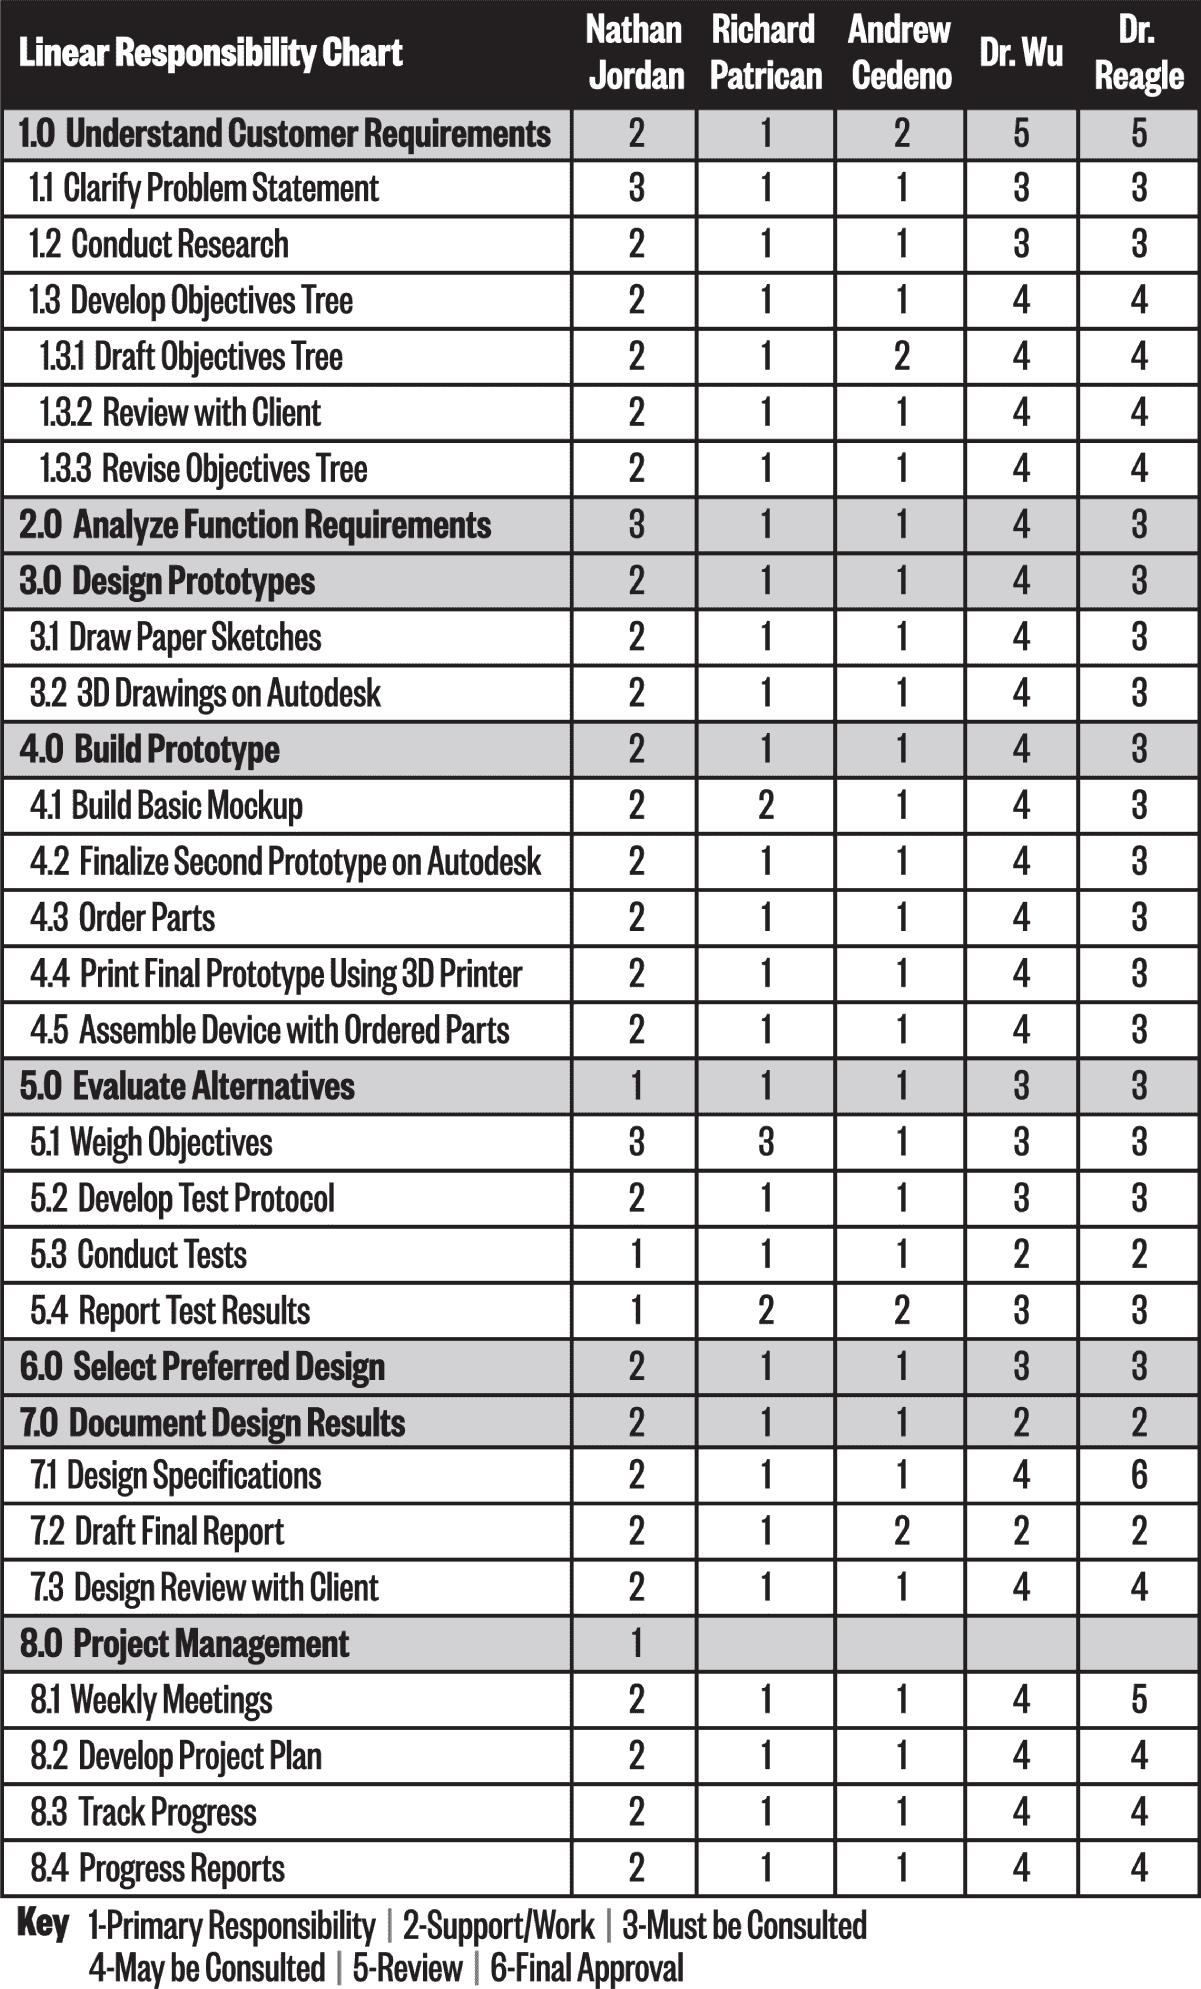 Linear Responsibility Chart Nathan Jordan Richard Patrican Andrew Cedeno Dr. Wu Dr. Reagle
1.0 Understand Customer Requirements 2 1 2 5 5
1.1 Clarify Problem Statement 3 1 1 3 3
1.2 Conduct Research 2 1 1 3 3
1.3 Develop Objectives Tree 2 1 1 4 4
1.3.1 Draft Objectives Tree 2 1 2 4 4
1.3.2 Review with Client 2 1 1 4 4
1.3.3 Revise Objectives Tree 2 1 1 4 4
2.0 Analyze Function Requirements 3 1 1 4 3
3.0 Design Prototypes 2 1 1 4 3
3.1 Draw Paper Sketches 2 1 1 4 3
3.2 3D Drawings on Autodesk 2 1 1 4 3
4.0 Build Prototype 2 1 1 4 3
4.1 Build Basic Mockup 2 2 1 4 3
4.2 Finalize Second Prototype on Autodesk 2 1 1 4 3
4.3 Order Parts 2 1 1 4 3
4.4 Print Final Prototype Using 3D Printer 2 1 1 4 3
4.5 Assemble Device with Ordered Parts 2 1 1 4 3
5.0 Evaluate Alternatives 1 1 1 3 3
5.1 Weigh Objectives 3 3 1 3 3
5.2 Develop Test Protocol 2 1 1 3 3
5.3 Conduct Tests 1 1 1 2 2
5.4 Report Test Results 1 2 2 3 3
6.0 Select Preferred Design 2 1 1 3 3
7.0 Document Design Results 2 1 1 2 2
7.1 Design Specifications 2 1 1 4 6
7.2 Draft Final Report 2 1 2 2 2
7.3 Design Review with Client 2 1 1 4 4
8.0 Project Management 1
8.1 Weekly Meetings 2 1 1 4 5
8.2 Develop Project Plan 2 1 1 4 4
8.3 Track Progress 2 1 1 4 4
8.4 Progress Reports 2 1 1 4 4
Key 1-Primary Responsibility | 2-Support/Work | 3-Must be Consulted
4-May be Consulted | 5-Review | 6-Final Approval